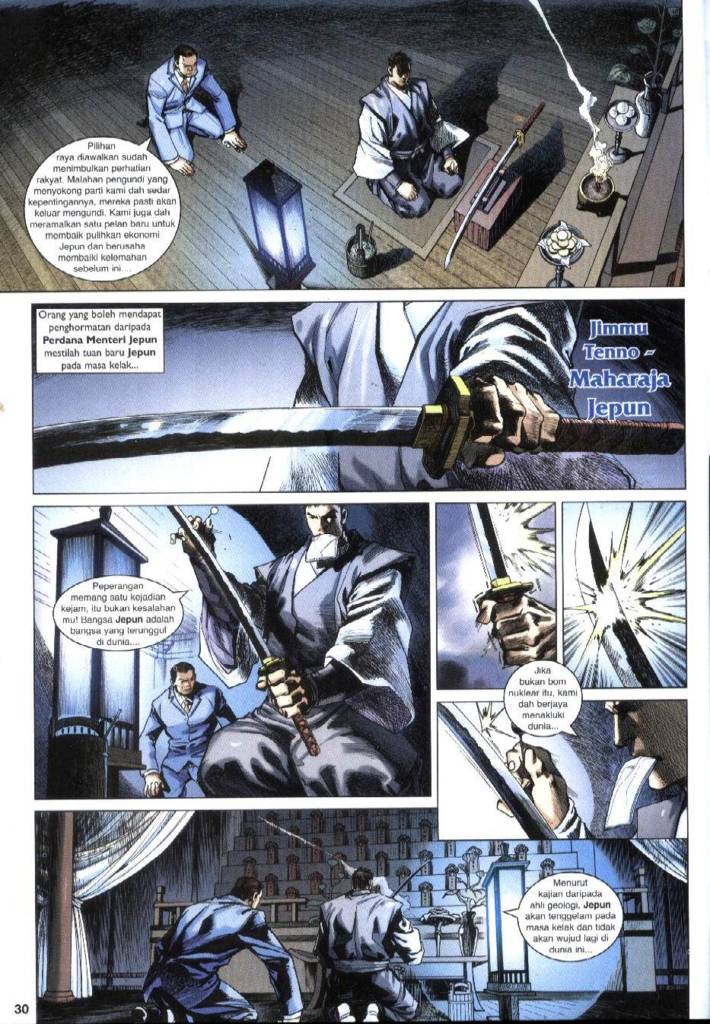 Pilihan
raya diawalkan sudah
menimbulkan perhatian
rakyat. Malahan pengundi yang
menyokong parti kami dah sedar
kepentingannya, mereka pasti akan
keluar mengundi. Kami juga dah
meramalkan satu pelan baru untuk
membaik pulihkan ekonomi
Jepun dan berusaha
membaiki kelemahan
sebelum ini....
Orang yang boleh mendapat
penghormatan daripada
Perdana Menteri Jepun
mestilah tuan baru Jepun
pada masa kelak...
Jimmu
Tenno ~
Maharaja
Jepun
Peperangan
memang satu kejadian
kejam, itu bukan kesalahan
mu! Bangsa Jepun adalah
bangsa yang terunggul
di dunia....
Jika
bukan bom
nuklear itu, kami
dah berjaya
menakluki
dunia...
Menurut
kajian daripada
ahli geologi, Jepun
akan tenggelam pada
masa kelak dan tidak
akan wujud lagi di
dunia ini...
30